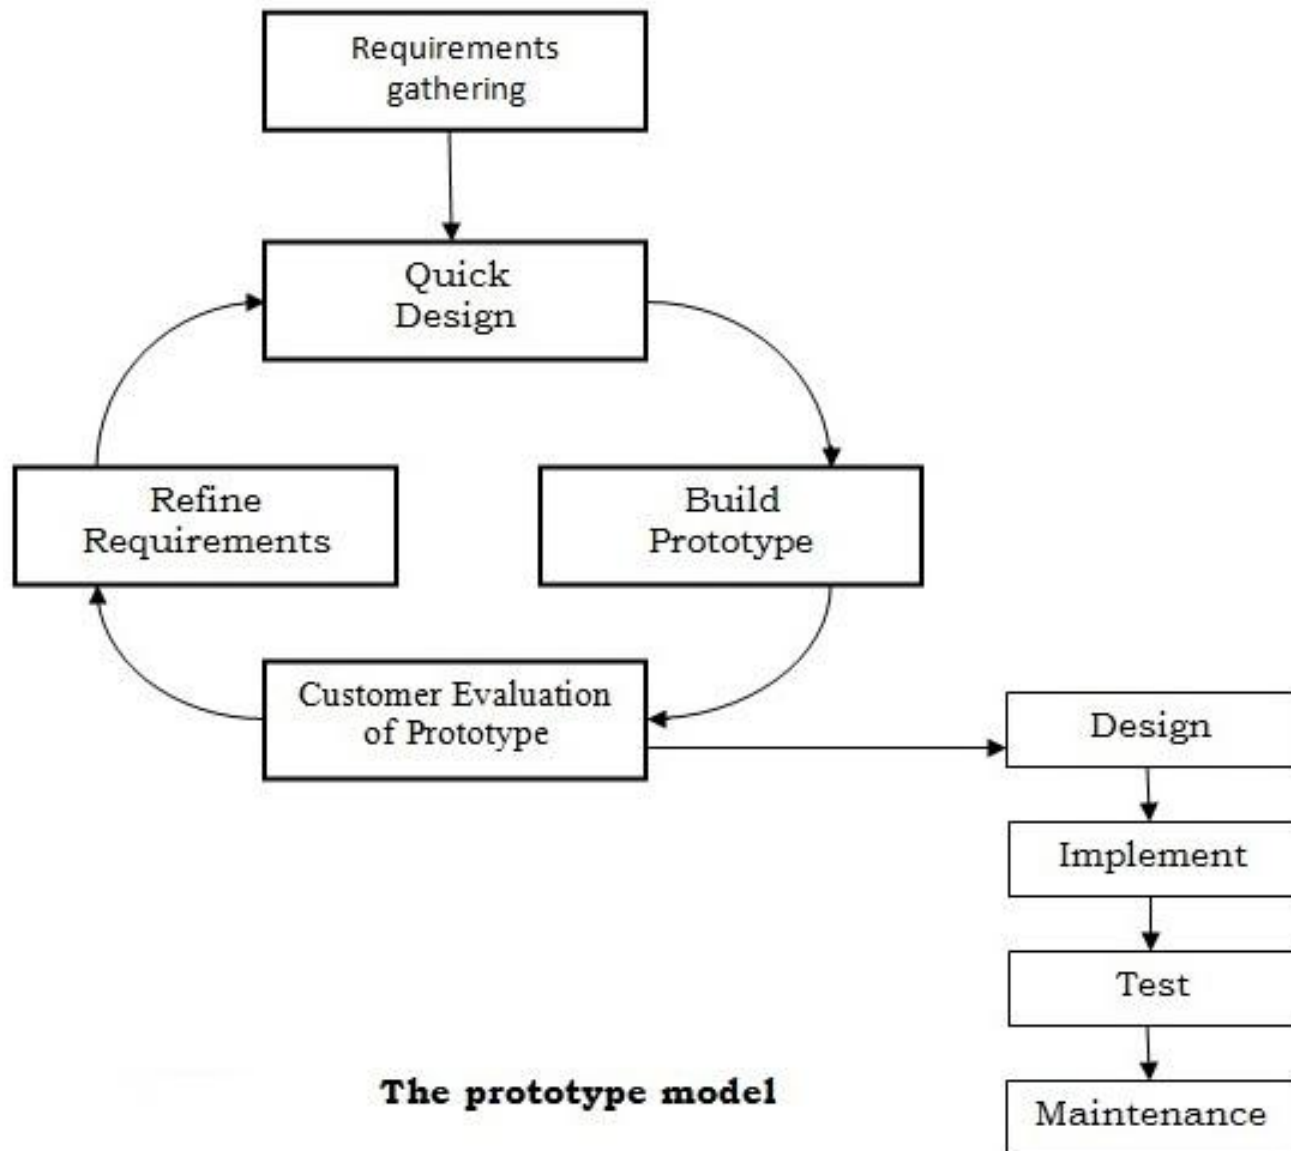 Requirements
gathering
Quick
Design
Refine
Requirements
Build
Prototype
Customer Evaluation
of Prototype
Design
Implement
Test
Maintenance
The prototype model